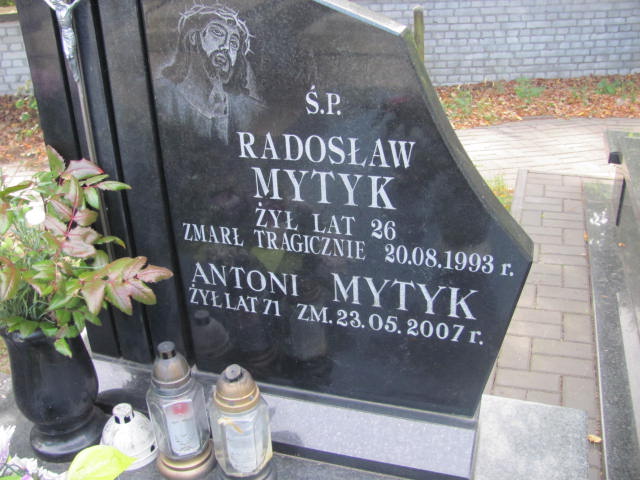 Ś.P.
RADOSŁAW
MYTYK
ŻYŁ LAT 26
ZMARŁ TRAGICZNIE 20.08.1993 r.
ANTONI MYTYK
ŻYŁ LAT 71 ZM. 23.05.2007 r.